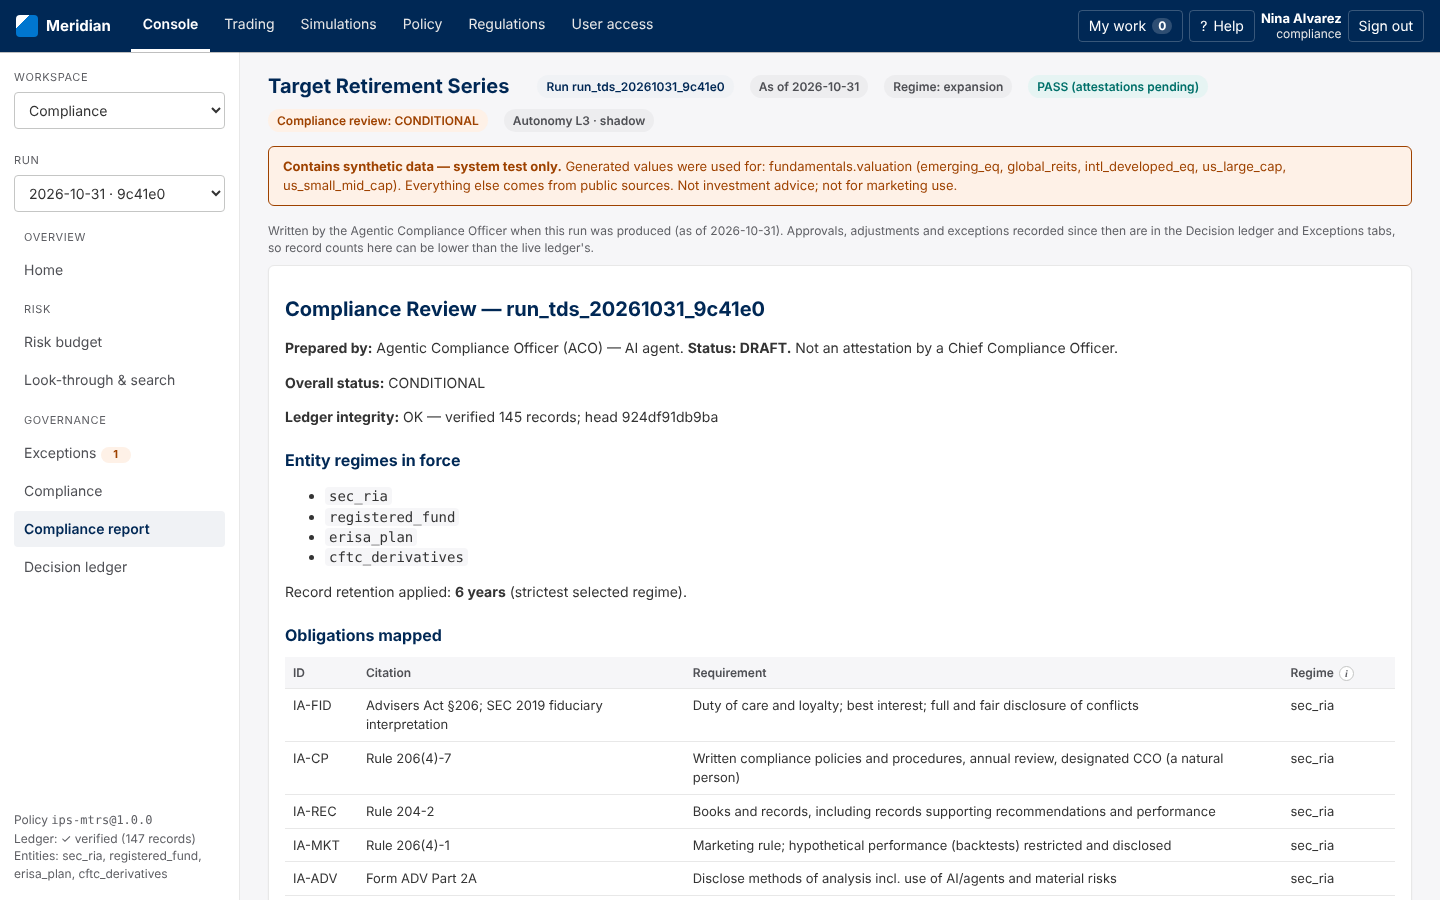 Meridian
Console
Trading
Simulations
Policy
Regulations
User access
My work 0
? Help
Nina Alvarez
compliance
Sign out
WORKSPACE
Compliance
RUN
2026-10-31 · 9c41e0
OVERVIEW
Home
RISK
Risk budget
Look-through & search
GOVERNANCE
Exceptions 1
Compliance
Compliance report
Decision ledger
Policy ips-mtrs@1.0.0
Ledger: ✓ verified (147 records)
Entities: sec_ria, registered_fund,
erisa_plan, cftc_derivatives
Target Retirement Series
Run run_tds_20261031_9c41e0
As of 2026-10-31
Regime: expansion
PASS (attestations pending)
Compliance review: CONDITIONAL
Autonomy L3 · shadow
Contains synthetic data — system test only. Generated values were used for: fundamentals.valuation (emerging_eq, global_reits, intl_developed_eq, us_large_cap,
us_small_mid_cap). Everything else comes from public sources. Not investment advice; not for marketing use.
Written by the Agentic Compliance Officer when this run was produced (as of 2026-10-31). Approvals, adjustments and exceptions recorded since then are in the Decision ledger and Exceptions tabs,
so record counts here can be lower than the live ledger's.
Compliance Review — run_tds_20261031_9c41e0
Prepared by: Agentic Compliance Officer (ACO) — AI agent. Status: DRAFT. Not an attestation by a Chief Compliance Officer.
Overall status: CONDITIONAL
Ledger integrity: OK — verified 145 records; head 924df91db9ba
Entity regimes in force
• sec_ria
• registered_fund
• erisa_plan
• cftc_derivatives
Record retention applied: 6 years (strictest selected regime).
Obligations mapped
ID Citation Requirement Regime i
IA-FID Advisers Act §206; SEC 2019 fiduciary Duty of care and loyalty; best interest; full and fair disclosure of conflicts sec_ria
interpretation
IA-CP Rule 206(4)-7 Written compliance policies and procedures, annual review, designated CCO (a natural sec_ria
person)
IA-REC Rule 204-2 Books and records, including records supporting recommendations and performance sec_ria
IA-MKT Rule 206(4)-1 Marketing rule; hypothetical performance (backtests) restricted and disclosed sec_ria
IA-ADV Form ADV Part 2A Disclose methods of analysis incl. use of AI/agents and material risks sec_ria